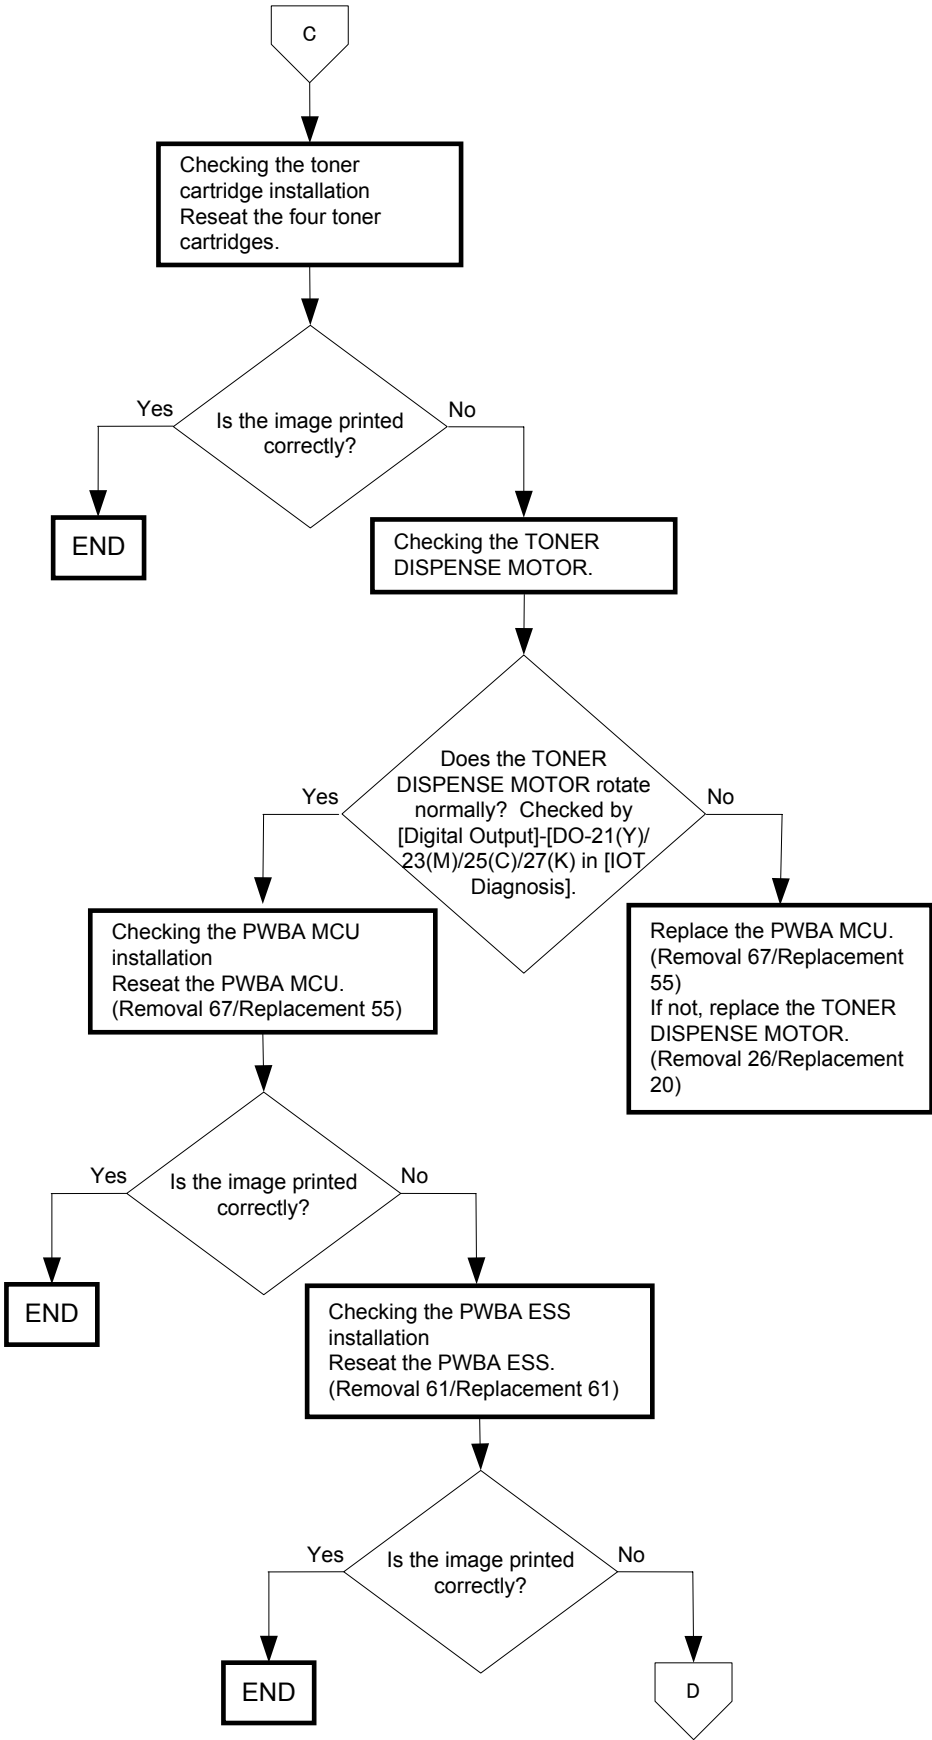 C
Checking the toner
cartridge installation
Reseat the four toner
cartridges.
Yes
No
Is the image printed
correctly?
END
Checking the TONER
DISPENSE MOTOR.
Does the TONER
DISPENSE MOTOR rotate
normally?  Checked by
[Digital Output]-[DO-21(Y)/
23(M)/25(C)/27(K) in [IOT
Diagnosis].
Yes
No
Checking the PWBA MCU
installation
Reseat the PWBA MCU.
(Removal 67/Replacement 55)
Replace the PWBA MCU.
(Removal 67/Replacement
55)
If not, replace the TONER
DISPENSE MOTOR.
(Removal 26/Replacement
20)
Yes
No
Is the image printed
correctly?
END
Checking the PWBA ESS
installation
Reseat the PWBA ESS.
(Removal 61/Replacement 61)
Yes
No
Is the image printed
correctly?
END
D